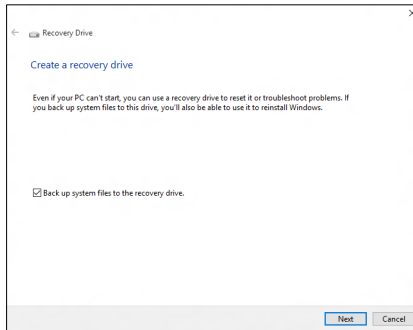 Recovery Drive
Create a recovery drive
Even if your PC can't start, you can use a recovery drive to reset it or troubleshoot problems. If
you back up system files to this drive, you'll also be able to use it to reinstall Windows.
Back up system files to the recovery drive.
Next Cancel